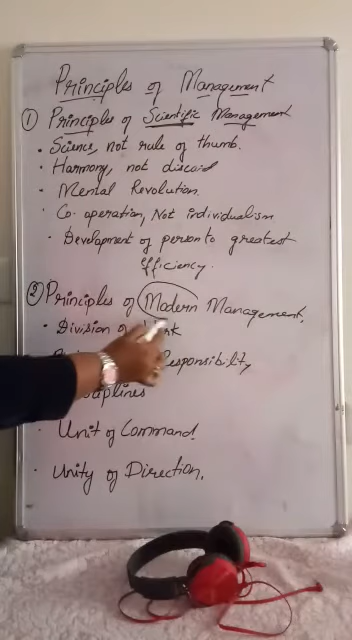 Principles of Management
① Principles of Scientific Management
• Science, not rule of thumb.
• Harmony, not discoid
• Mental Revolution.
• Co-operation, Not individualism
• Development of person to greatest
efficiency.
② Principles of Modern Management.
• Division of
Responsibilty
• Unit of Command.
• Unity of Direction.